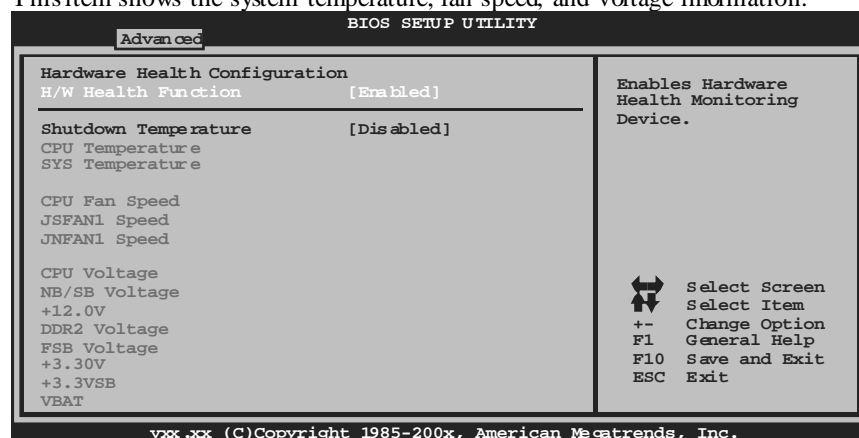 This item shows the system temperature, fan speed, and voltage information.
BIOS SETUP UTILITY
Advanced
Hardware Health Configuration
H/W Health Function [Enabled]
Shutdown Temperature [Disabled]
CPU Temperature
SYS Temperature
CPU Fan Speed
JSFAN1 Speed
JNFAN1 Speed
CPU Voltage
NB/SB Voltage
+12.0V
DDR2 Voltage
FSB Voltage
+3.30V
+3.3VSB
VBAT
Enables Hardware
Health Monitoring
Device.
Select Screen
Select Item
+- Change Option
F1 General Help
F10 Save and Exit
ESC Exit
vxx.xx (C)Copyright 1985-200x, American Megatrends, Inc.